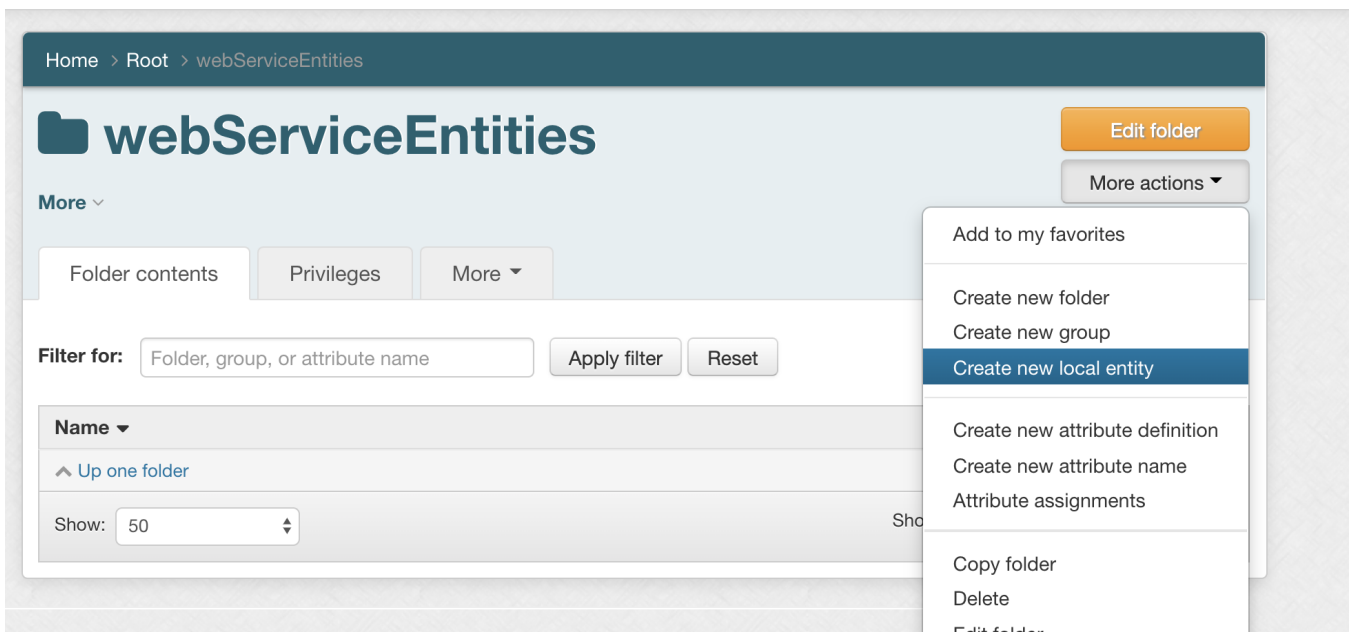 Home > Root > webServiceEntities
webServiceEntities
Edit folder
More actions
More
Folder contents
Privileges
More
Filter for:
Folder, group, or attribute name
Apply filter
Reset
Name
Up one folder
Show:
50
Add to my favorites
Create new folder
Create new group
Create new local entity
Create new attribute definition
Create new attribute name
Attribute assignments
Copy folder
Delete
Edit folder